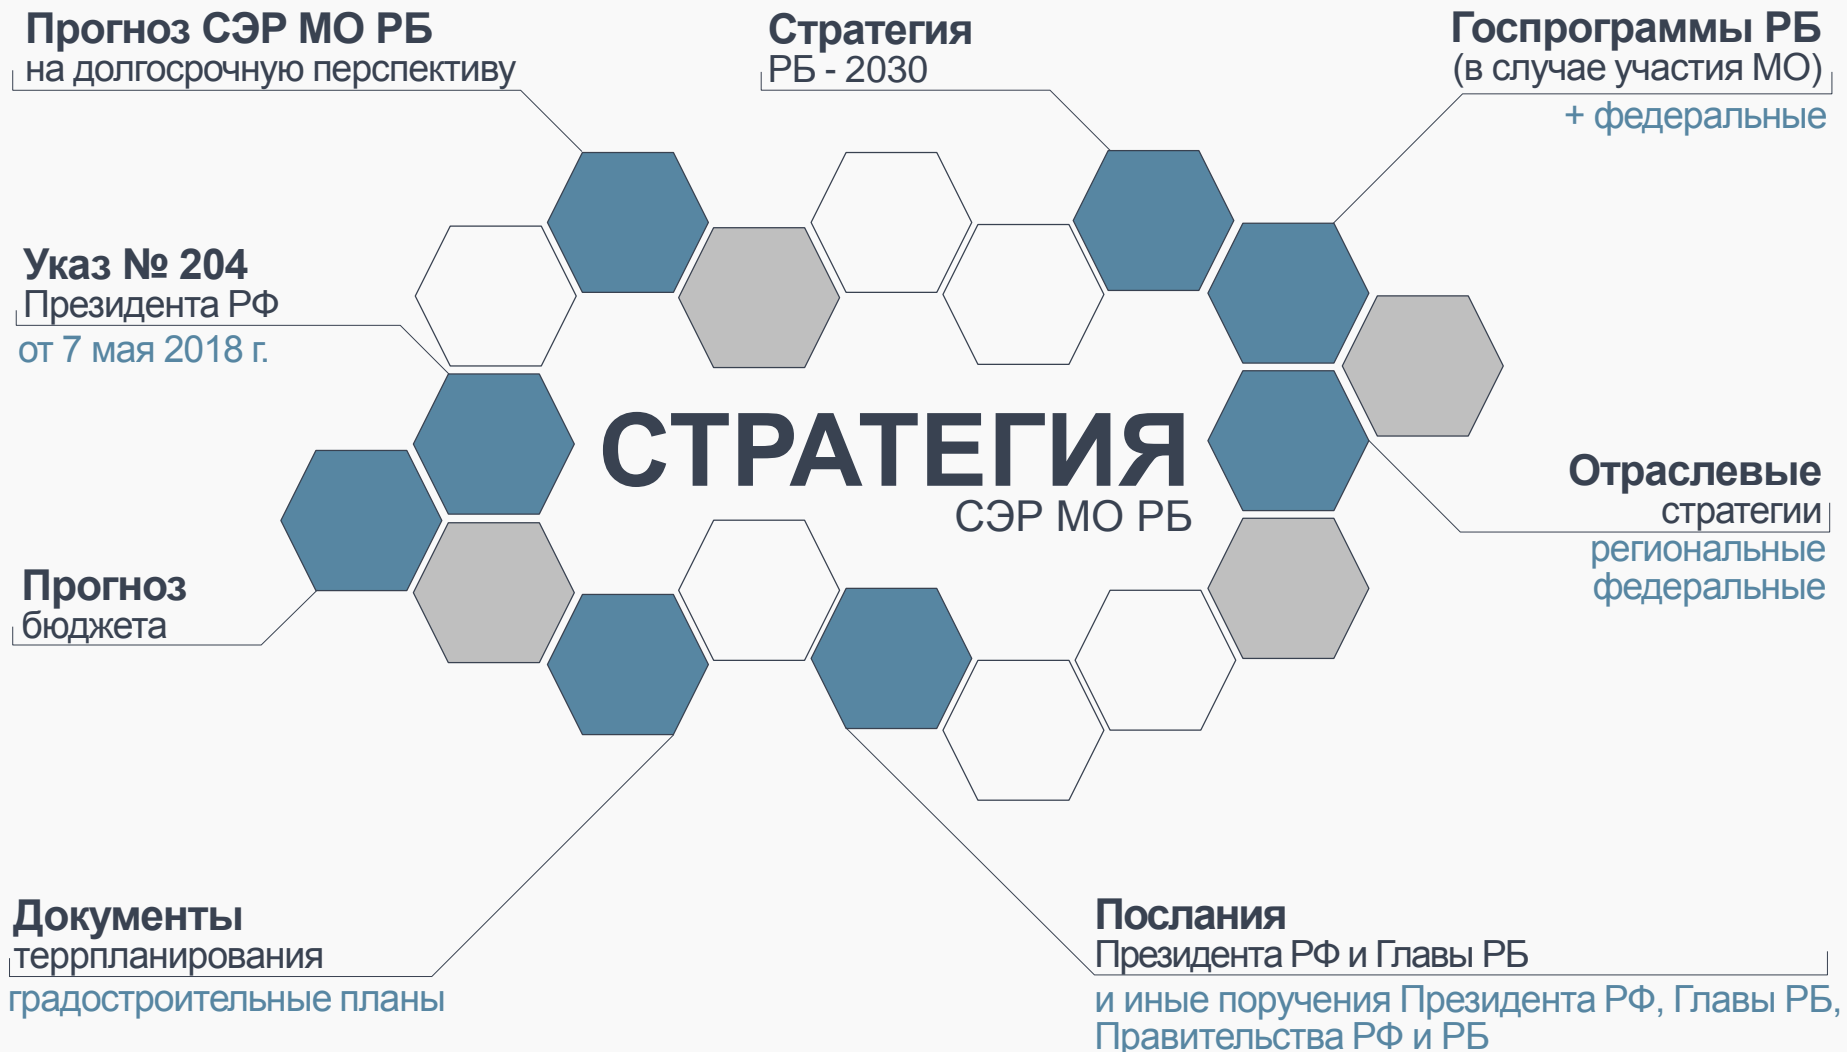 Прогноз СЭР МО РБ
на долгосрочную перспективу
Стратегия
РБ - 2030
Госпрограммы РБ
(в случае участия МО)
+ федеральные
Указ № 204
Президента РФ
от 7 мая 2018 г.
СТРАТЕГИЯ
СЭР МО РБ
Отраслевые
стратегии
региональные
федеральные
Прогноз
бюджета
Документы
террпланирования
градостроительные планы
Послания
Президента РФ и Главы РБ
и иные поручения Президента РФ, Главы РБ,
Правительства РФ и РБ